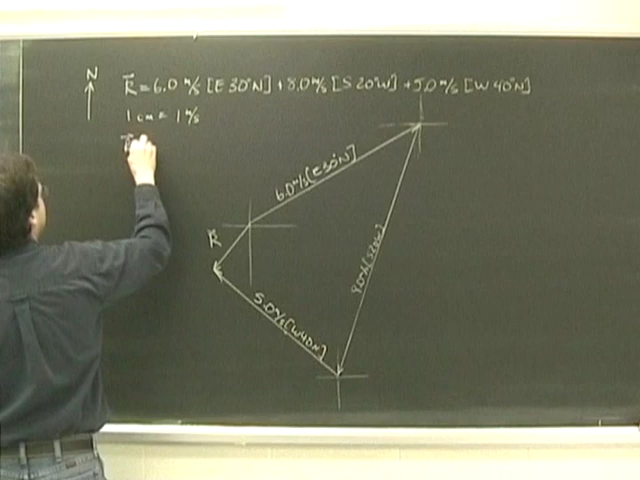 N
R⃗ = 6.0 m/s [E 30° N] + 8.0 m/s [S 20° W] + 5.0 m/s [W 40° N]
1 cm = 1 m/s
6.0 m/s [E 30° N]
R⃗
8.0 m/s [S 20° W]
5.0 m/s [W 40 N]